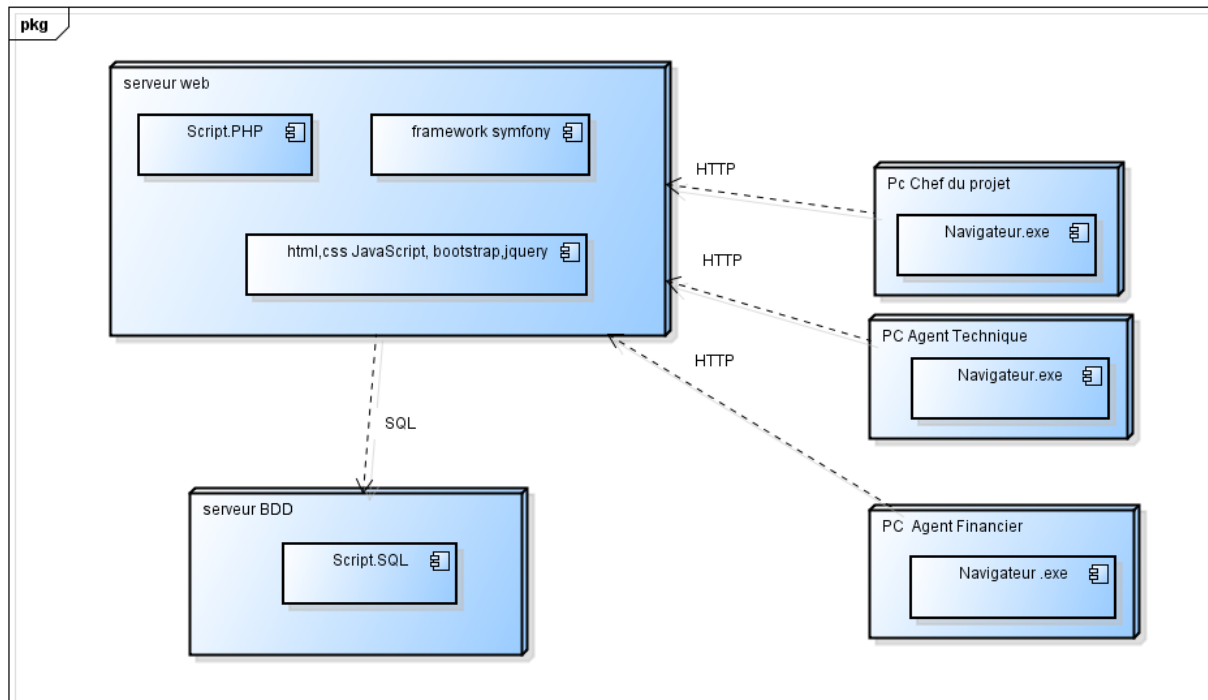 pkg
serveur web
Script.PHP
framework symfony
html,css JavaScript, bootstrap,jquery
HTTP
Pc Chef du projet
Navigateur.exe
HTTP
PC Agent Technique
Navigateur.exe
HTTP
SQL
serveur BDD
Script.SQL
PC Agent Financier
Navigateur .exe